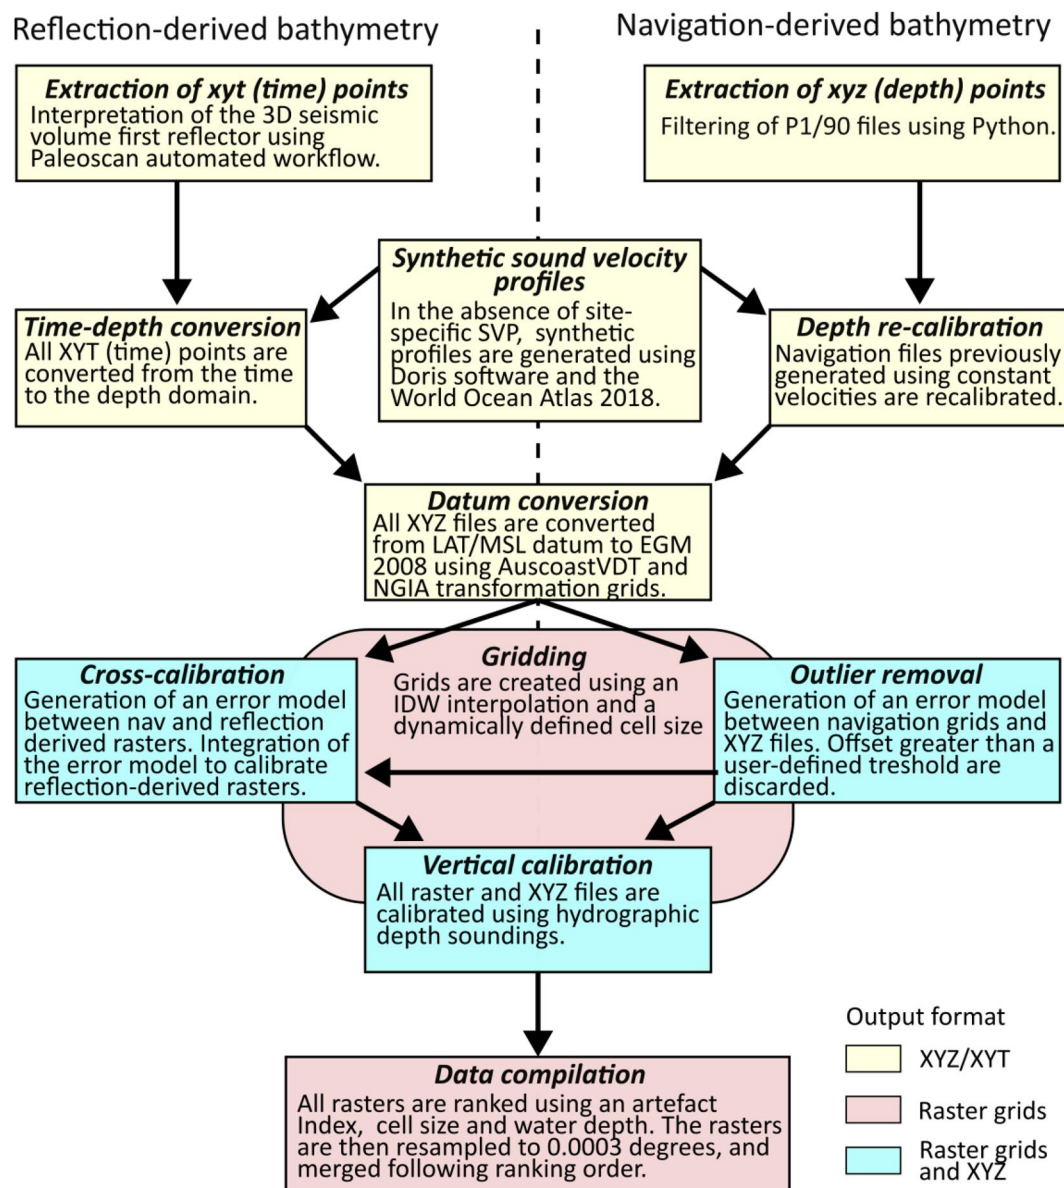 Reflection-derived bathymetry
Navigation-derived bathymetry
Extraction of xyt (time) points
Interpretation of the 3D seismic
volume first reflector using
Paleoscan automated workflow.
Extraction of xyz (depth) points
Filtering of P1/90 files using Python.
Synthetic sound velocity
profiles
In the absence of site-
specific SVP, synthetic
profiles are generated using
Doris software and the
World Ocean Atlas 2018.
Time-depth conversion
All XYT (time) points are
converted from the time
to the depth domain.
Depth re-calibration
Navigation files previously
generated using constant
velocities are recalibrated.
Datum conversion
All XYZ files are converted
from LAT/MSL datum to EGM
2008 using AuscoastVDT and
NGIA transformation grids.
Gridding
Grids are created using an
IDW interpolation and a
dynamically defined cell size
Cross-calibration
Generation of an error model
between nav and reflection
derived rasters. Integration of
the error model to calibrate
reflection-derived rasters.
Outlier removal
Generation of an error model
between navigation grids and
XYZ files. Offset greater than a
user-defined treshold are
discarded.
Vertical calibration
All raster and XYZ files are
calibrated using hydrographic
depth soundings.
Data compilation
All rasters are ranked using an artefact
Index, cell size and water depth. The rasters
are then resampled to 0.0003 degrees, and
merged following ranking order.
Output format
XYZ/XYT
Raster grids
Raster grids
and XYZ